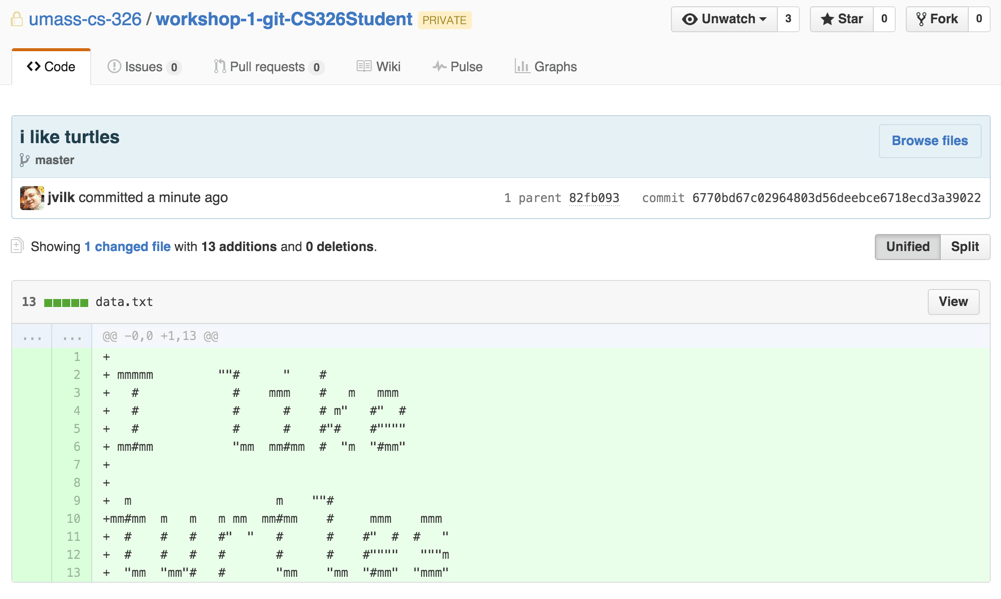 umass-cs-326 / workshop-1-git-CS326Student PRIVATE
Unwatch 3 Star 0 Fork 0
Code Issues 0 Pull requests 0 Wiki Pulse Graphs
i like turtles
Browse files
master
jvilk committed a minute ago 1 parent 82fb093 commit 6770bd67c02964803d56deebce6718ecd3a39022
Showing 1 changed file with 13 additions and 0 deletions.
Unified Split
13 data.txt View
... ... @@ -0,0 +1,13 @@
1 +
2 + mmmmm           ""#      "    #
3 +   #             #    mmm    #   m   mmm
4 +   #             #      #    # m"   #"  #
5 +   #             #      #    #"#    #""""
6 + mm#mm           "mm  mm#mm  #  "m  "#mm"
7 +
8 +
9 +  m                    m    ""#
10 +mm#mm  m   m   m mm  mm#mm    #     mmm    mmm
11 +  #    #   #   #"  "   #      #    #"  #  #   "
12 +  #    #   #   #       #      #    #""""   """m
13 +  "mm  "mm"#   #       "mm    "mm  "#mm"  "mmm"